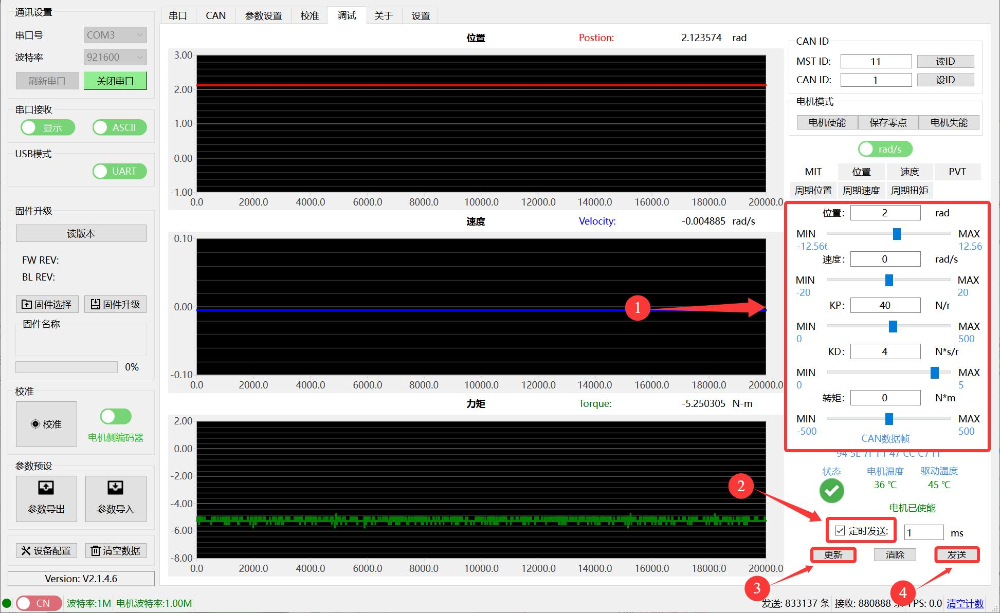 通讯设置
串口号 COM3
波特率 921600
刷新串口 关闭串口
串口接收
显示 ASCII
USB模式
UART
固件升级
读版本
FW REV:
BL REV:
固件选择 固件升级
固件名称
0%
校准
校准
电机侧编码器
参数预设
参数导出 参数导入
设备配置 清空数据
Version: V2.1.4.6
串口 CAN 参数设置 校准 调试 关于 设置
位置 Postion: 2.123574 rad
3.00
2.00
1.00
0.00
-1.00
0.0 2000.0 4000.0 6000.0 8000.0 10000.0 12000.0 14000.0 16000.0 18000.0 20000.0
速度 Velocity: -0.004885 rad/s
0.10
0.00
-0.10
0.0 2000.0 4000.0 6000.0 8000.0 10000.0 12000.0 14000.0 16000.0 18000.0 20000.0
力矩 Torque: -5.250305 N-m
2.00
0.00
-2.00
-4.00
-6.00
-8.00
0.0 2000.0 4000.0 6000.0 8000.0 10000.0 12000.0 14000.0 16000.0 18000.0 20000.0
CAN ID
MST ID: 11 读ID
CAN ID: 1 设ID
电机模式
电机使能 保存零点 电机失能
rad/s
MIT 位置 速度 PVT
周期位置 周期速度 周期扭矩
1
位置: 2 rad
MIN MAX
-12.566 12.56
速度: 0 rad/s
MIN MAX
-20 20
KP: 40 N/r
MIN MAX
0 500
KD: 4 N*s/r
MIN MAX
0 5
转矩: 0 N*m
MIN MAX
-500 500
CAN数据帧
94 5E 7F F1 47 CC C7 FF
状态 电机温度 驱动温度
36 ℃ 45 ℃
电机已使能
2
定时发送: 1 ms
更新 清除 发送
3
4
CN 波特率:1M 电机波特率:1.00M
发送: 833137 条 接收: 880888 条 FPS: 0.0 清空计数